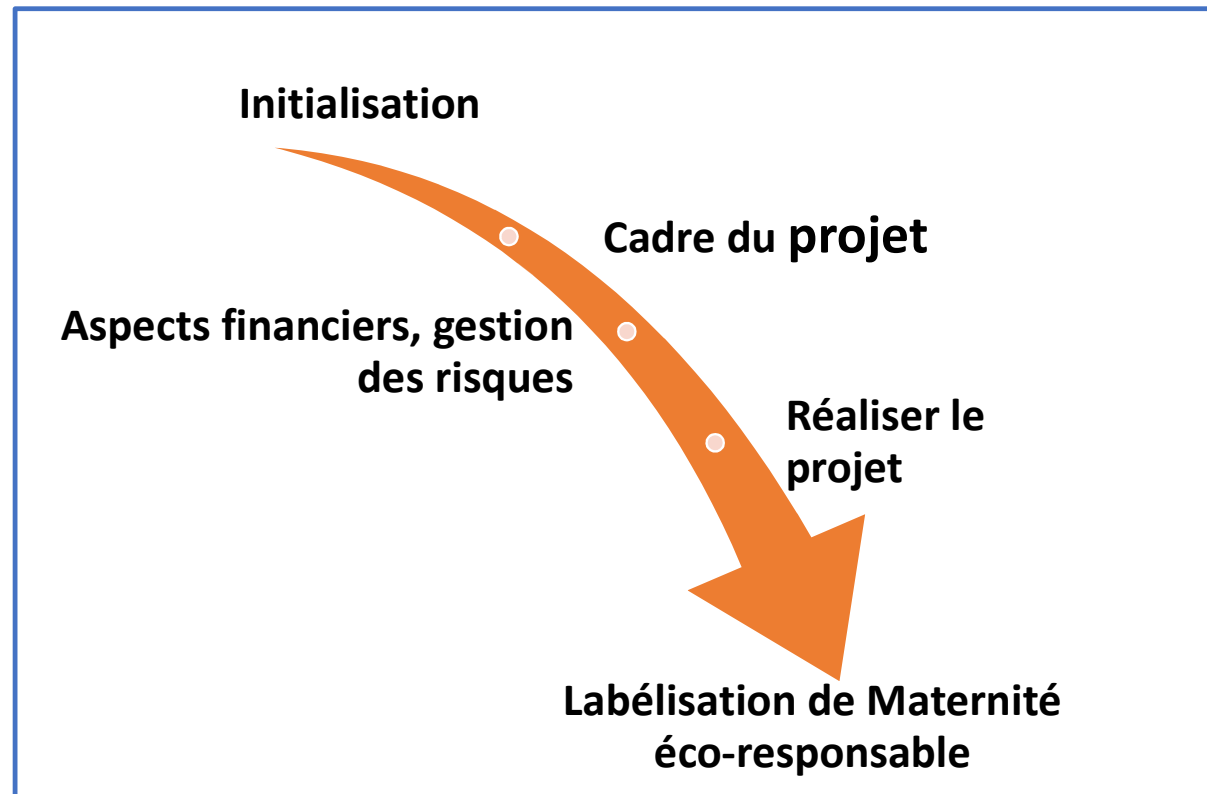 Initialisation
Cadre du projet
Aspects financiers, gestion
des risques
Réaliser le
projet
Labélisation de Maternité
éco-responsable